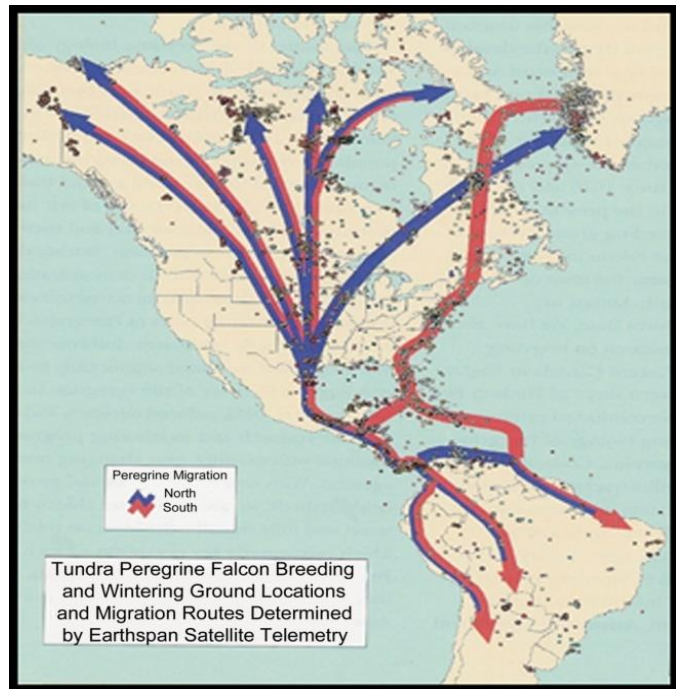 Peregrine Migration
North
South
Tundra Peregrine Falcon Breeding
and Wintering Ground Locations
and Migration Routes Determined
by Earthspan Satellite Telemetry